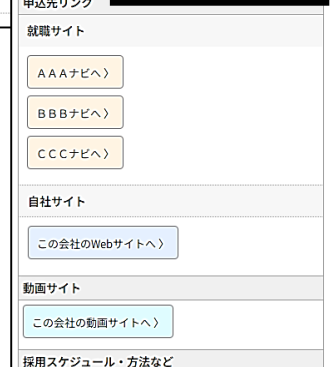 申込先リンク
就職サイト
ＡＡＡナビへ 〉
ＢＢＢナビへ 〉
ＣＣＣナビへ 〉
自社サイト
この会社のWebサイトへ 〉
動画サイト
この会社の動画サイトへ 〉
採用スケジュール・方法など